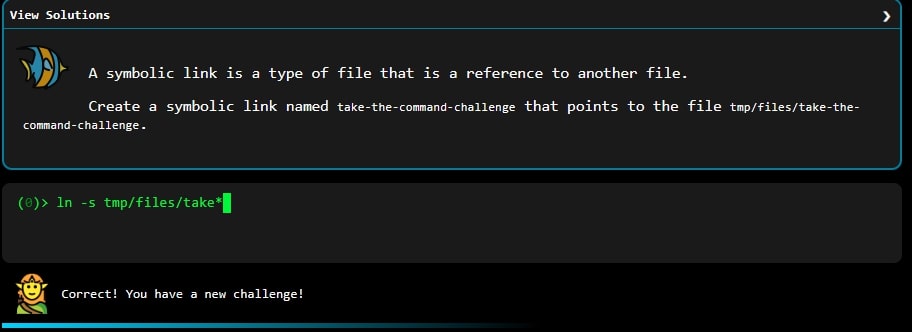 View Solutions ❯
A symbolic link is a type of file that is a reference to another file.
Create a symbolic link named take-the-command-challenge that points to the file tmp/files/take-the-
command-challenge.
(0)> ln -s tmp/files/take*
Correct! You have a new challenge!